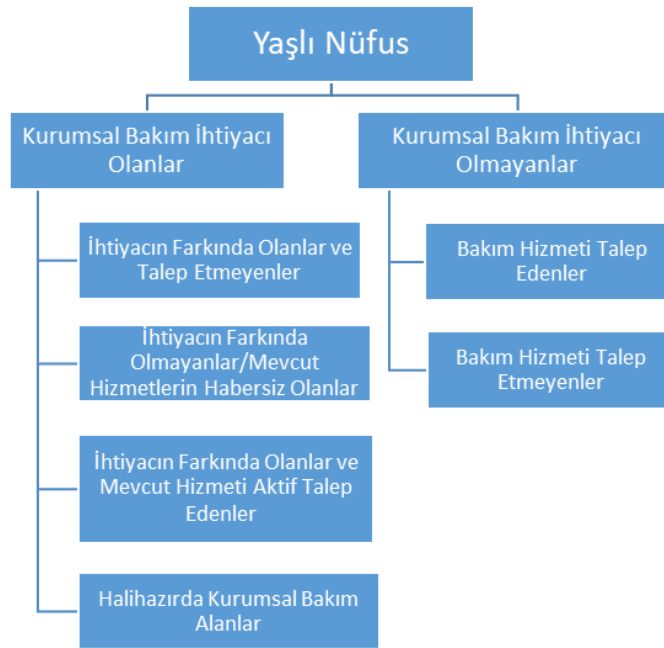 Yaşlı Nüfus
Kurumsal Bakım İhtiyacı
Olanlar
İhtiyacın Farkında Olanlar ve
Talep Etmeyenler
İhtiyacın Farkında
Olmayanlar/Mevcut
Hizmetlerin Habersiz Olanlar
İhtiyacın Farkında Olanlar ve
Mevcut Hizmeti Aktif Talep
Edenler
Halihazırda Kurumsal Bakım
Alanlar
Kurumsal Bakım İhtiyacı
Olmayanlar
Bakım Hizmeti Talep
Edenler
Bakım Hizmeti Talep
Etmeyenler